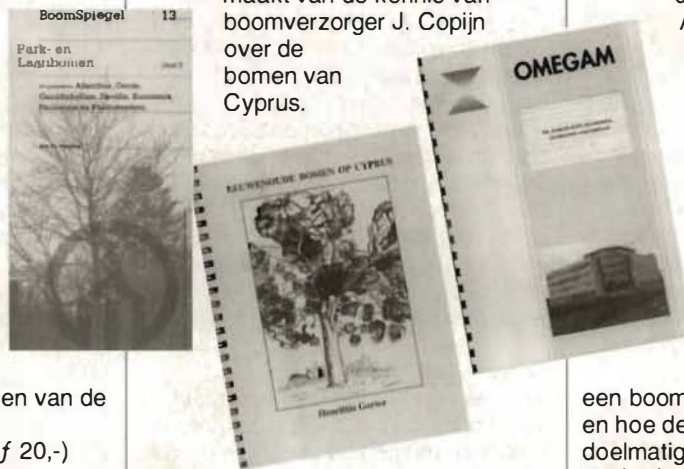 maakt van de kennis van
boomverzorger J. Copijn
over de
bomen van
Cyprus.
BoomSpiegel 13
Park- en
Laanbomen
EEUWENOUDE BOMEN OP CYPRUS
Henriëtte Gorter
OMEGAM
en van de
ƒ 20,-)
een boom
en hoe de
doelmatig